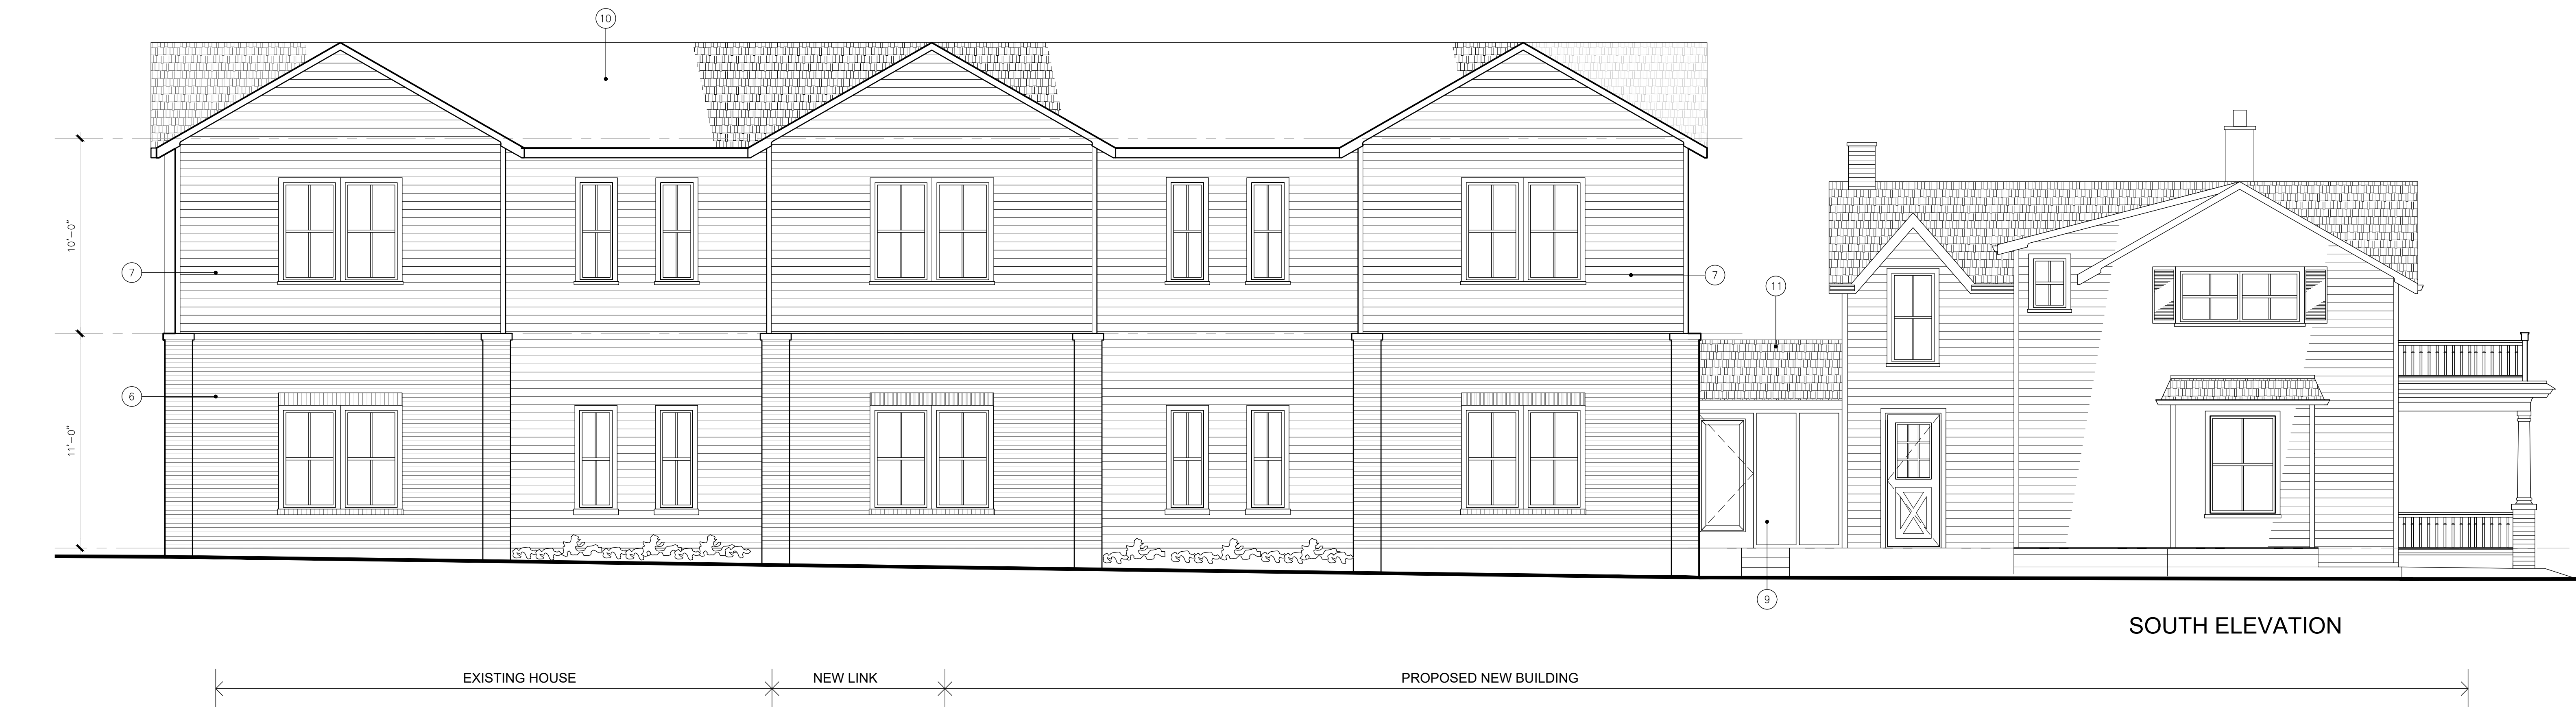 10
10'-0"
7
7
11
6
11'-0"
9
SOUTH ELEVATION
EXISTING HOUSE
NEW LINK
PROPOSED NEW BUILDING